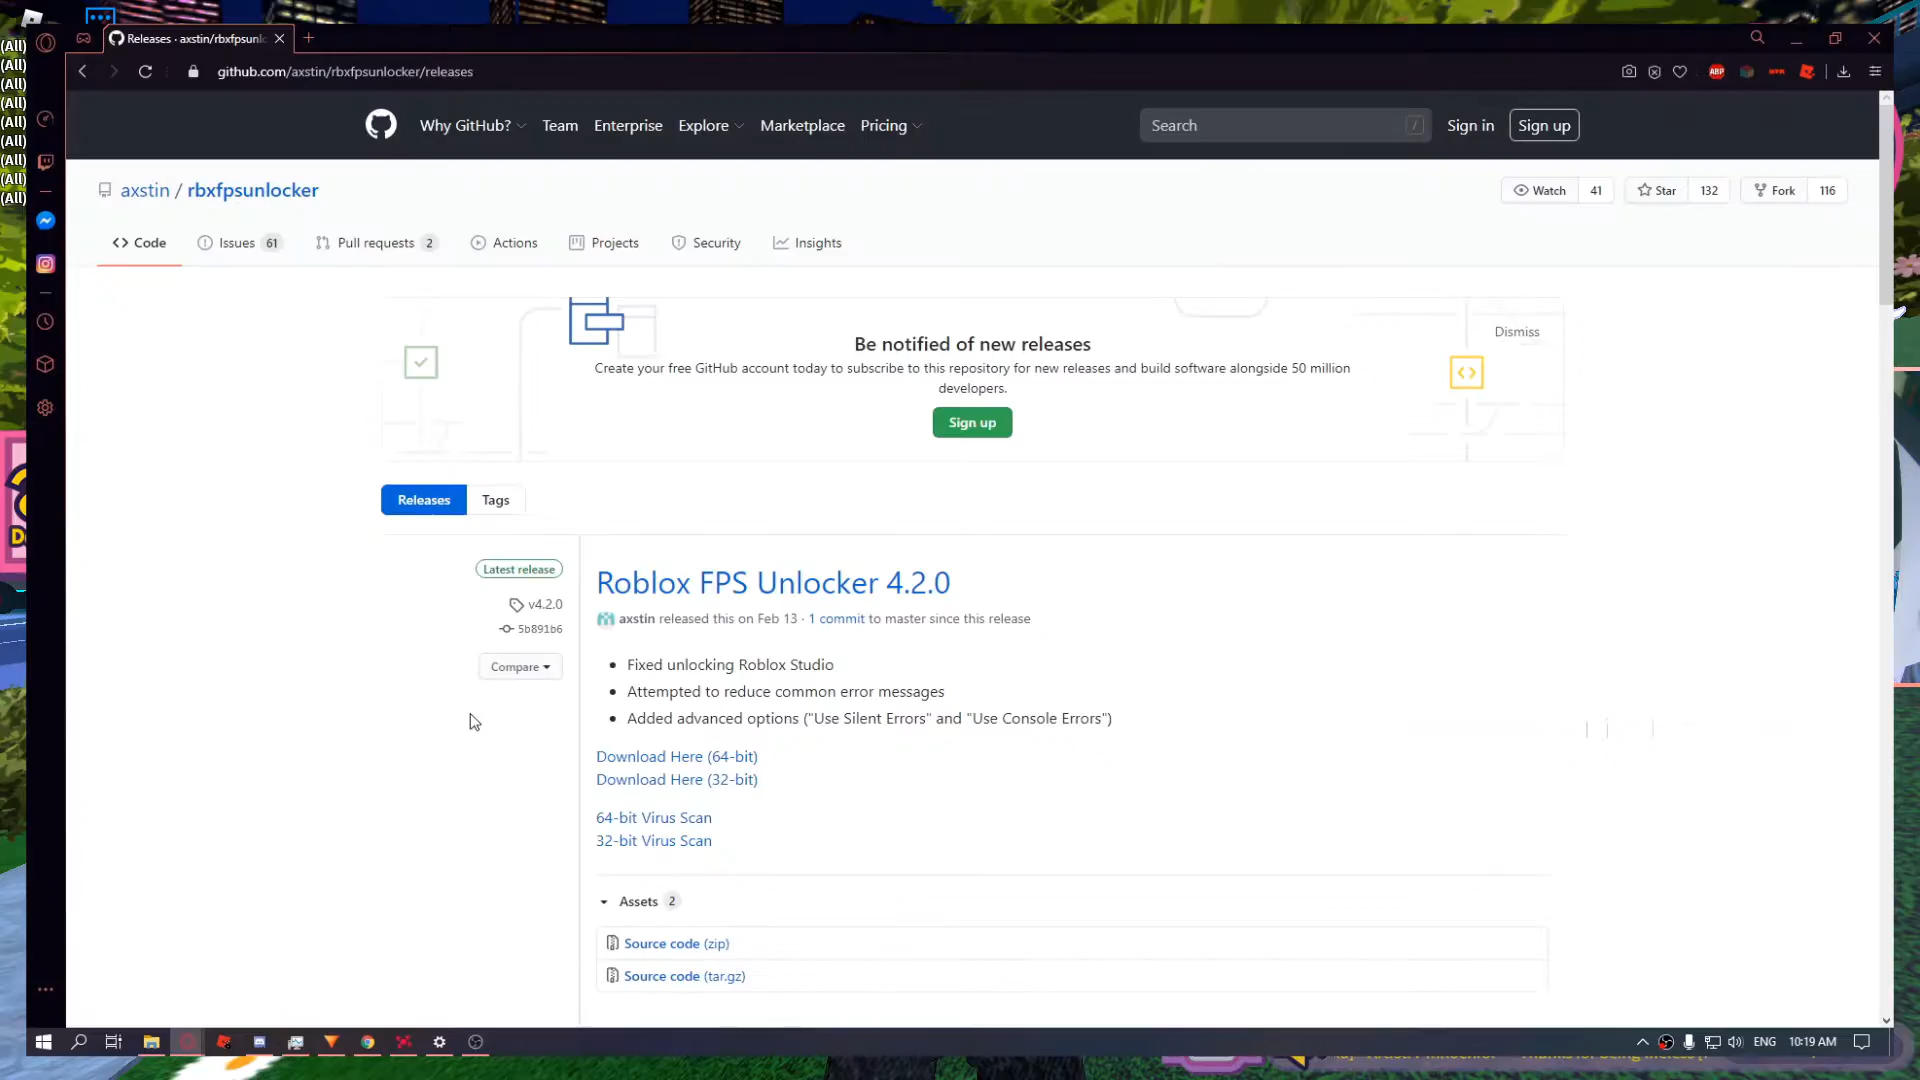 Releases · axstin/rbxfpsunlo
github.com/axstin/rbxfpsunlocker/releases
ABP
(All)
(All)
(All)
(All)
(All)
(All)
(All)
(All)
(All)
Why GitHub?
Team
Enterprise
Explore
Marketplace
Pricing
Search
/
Sign in
Sign up
axstin / rbxfpsunlocker
Watch 41
Star 132
Fork 116
Code
Issues 61
Pull requests 2
Actions
Projects
Security
Insights
Be notified of new releases
Dismiss
Create your free GitHub account today to subscribe to this repository for new releases and build software alongside 50 million
developers.
Sign up
Releases
Tags
Latest release
v4.2.0
5b891b6
Compare
Roblox FPS Unlocker 4.2.0
axstin released this on Feb 13 · 1 commit to master since this release
Fixed unlocking Roblox Studio
Attempted to reduce common error messages
Added advanced options ("Use Silent Errors" and "Use Console Errors")
Download Here (64-bit)
Download Here (32-bit)
64-bit Virus Scan
32-bit Virus Scan
Assets 2
Source code (zip)
Source code (tar.gz)
ENG
10:19 AM